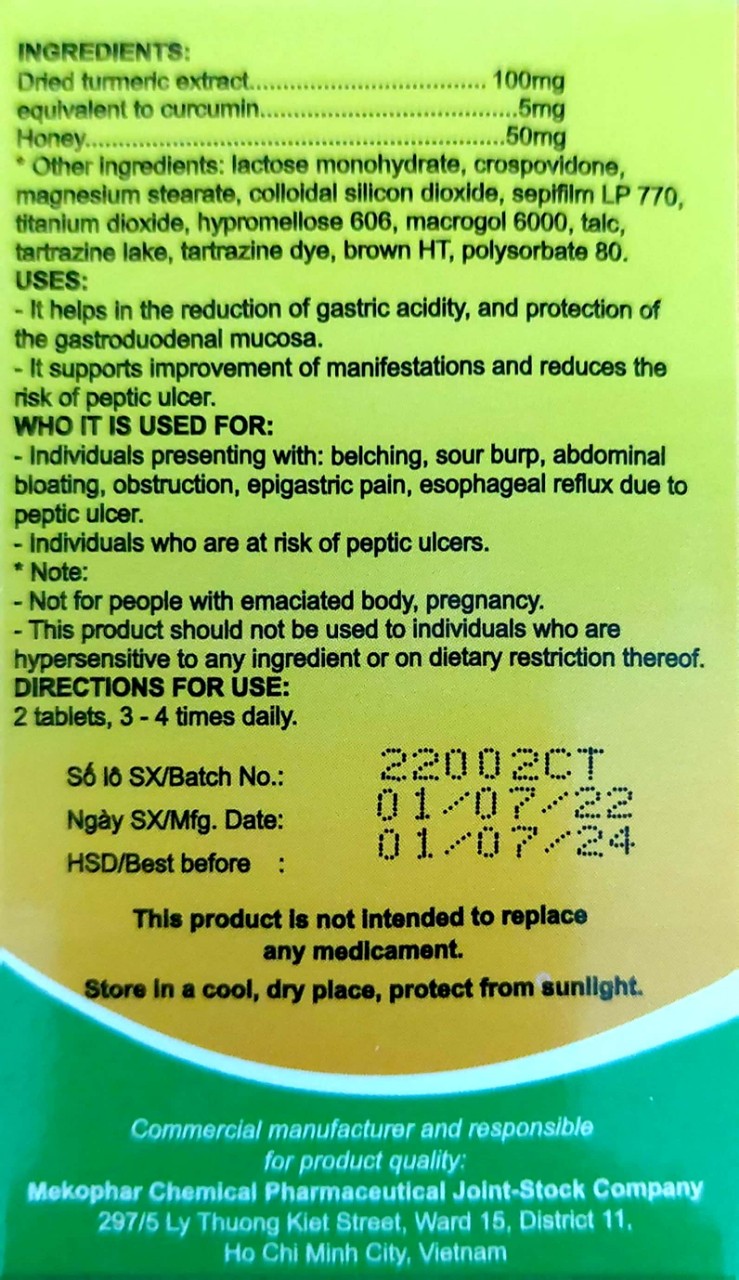 INGREDIENTS:
Dried turmeric extract................................... 100mg
equivalent to curcumin......................................5mg
Honey..............................................................50mg
* Other ingredients: lactose monohydrate, crospovidone,
magnesium stearate, colloidal silicon dioxide, sepifilm LP 770,
titanium dioxide, hypromellose 606, macrogol 6000, talc,
tartrazine lake, tartrazine dye, brown HT, polysorbate 80.
USES:
- It helps in the reduction of gastric acidity, and protection of
the gastroduodenal mucosa.
- It supports improvement of manifestations and reduces the
risk of peptic ulcer.
WHO IT IS USED FOR:
- Individuals presenting with: belching, sour burp, abdominal
bloating, obstruction, epigastric pain, esophageal reflux due to
peptic ulcer.
- Individuals who are at risk of peptic ulcers.
* Note:
- Not for people with emaciated body, pregnancy.
- This product should not be used to individuals who are
hypersensitive to any ingredient or on dietary restriction thereof.
DIRECTIONS FOR USE:
2 tablets, 3 - 4 times daily.
Số lô SX/Batch No.: 22002CT
Ngày SX/Mfg. Date: 01/07/22
HSD/Best before : 01/07/24
This product is not intended to replace
any medicament.
Store in a cool, dry place, protect from sunlight.
Commercial manufacturer and responsible
for product quality:
Mekophar Chemical Pharmaceutical Joint-Stock Company
297/5 Ly Thuong Kiet Street, Ward 15, District 11,
Ho Chi Minh City, Vietnam